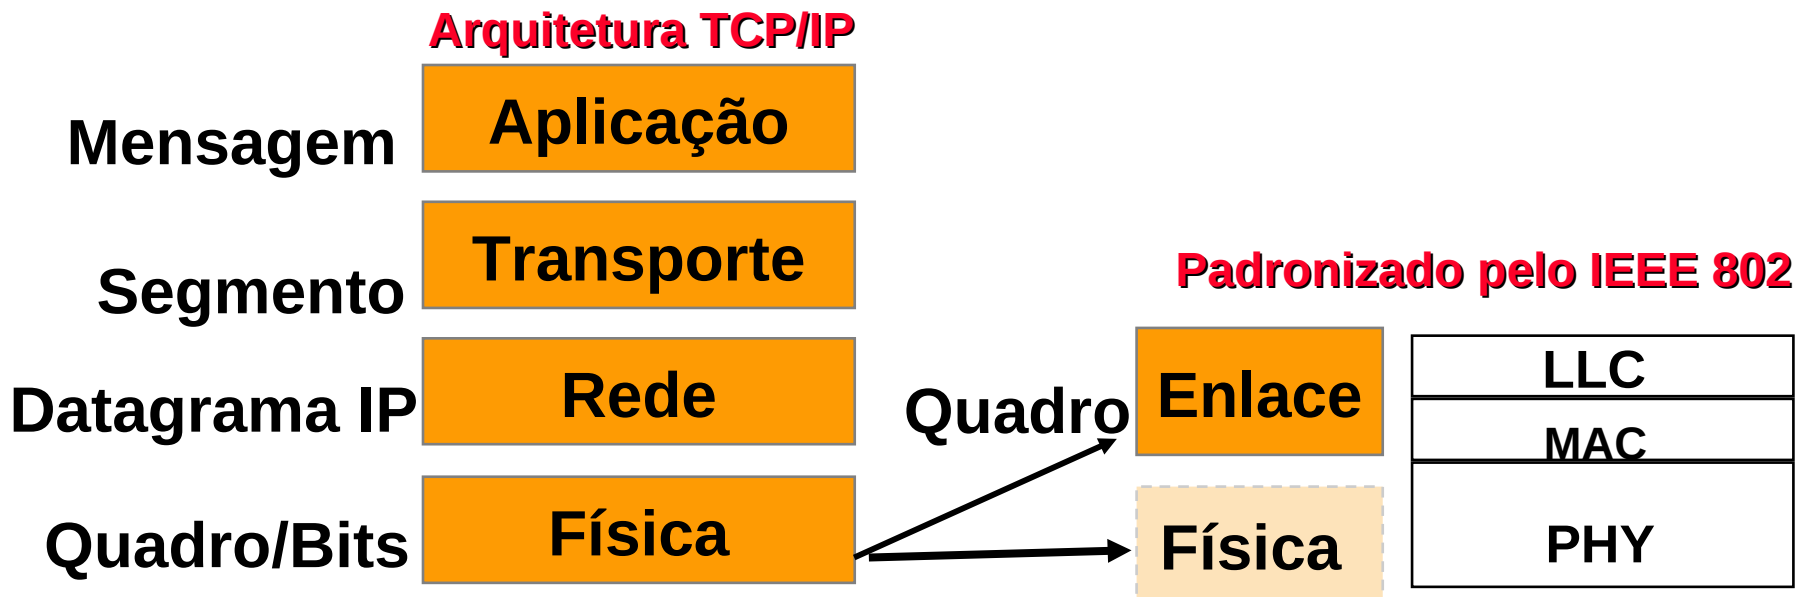 Arquitetura TCP/IP
Mensagem
Aplicação
Segmento
Transporte
Datagrama IP
Rede
Quadro/Bits
Física
Padronizado pelo IEEE 802
Quadro
Enlace
Física
LLC
MAC
PHY